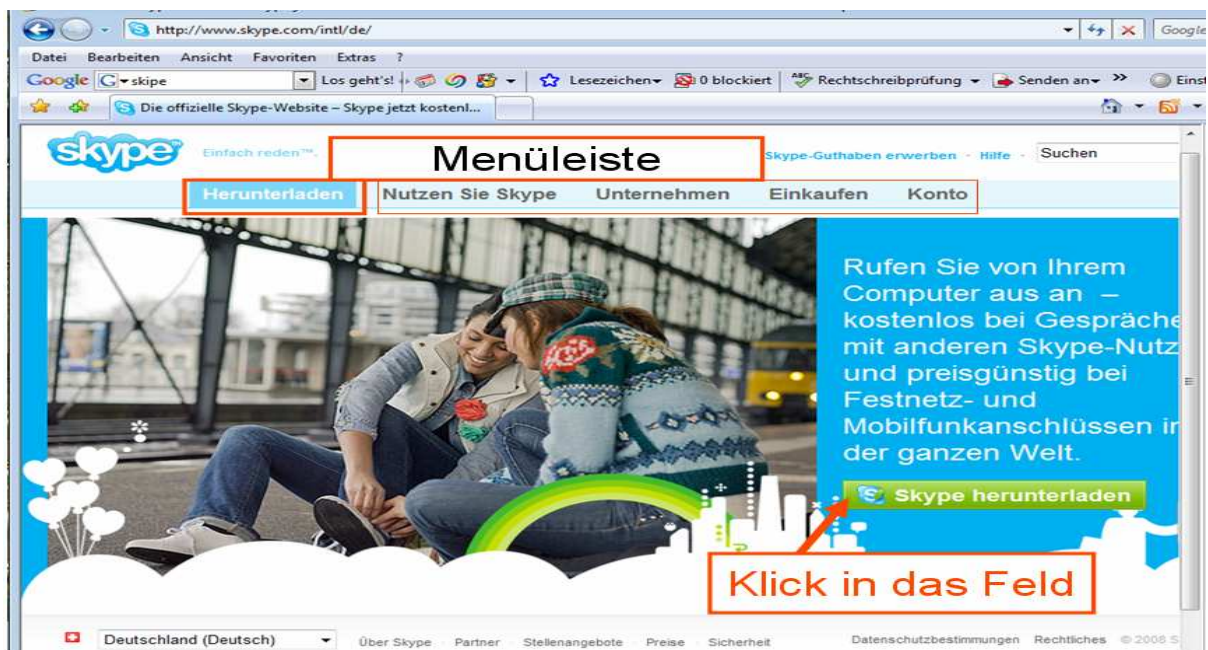 http://www.skype.com/intl/de/
Google
Datei Bearbeiten Ansicht Favoriten Extras ?
Google G skipe Los geht's! Lesezeichen 0 blockiert ABC Rechtschreibprüfung Senden an Einst
Die offizielle Skype-Website – Skype jetzt kostenl...
skype Einfach reden™. Menüleiste Skype-Guthaben erwerben - Hilfe - Suchen
Herunterladen Nutzen Sie Skype Unternehmen Einkaufen Konto
Rufen Sie von Ihrem
Computer aus an –
kostenlos bei Gespräche
mit anderen Skype-Nutz
und preisgünstig bei
Festnetz- und
Mobilfunkanschlüssen in
der ganzen Welt.
Skype herunterladen
Klick in das Feld
Deutschland (Deutsch) Über Skype - Partner - Stellenangebote - Preise - Sicherheit Datenschutzbestimmungen Rechtliches © 2008 S